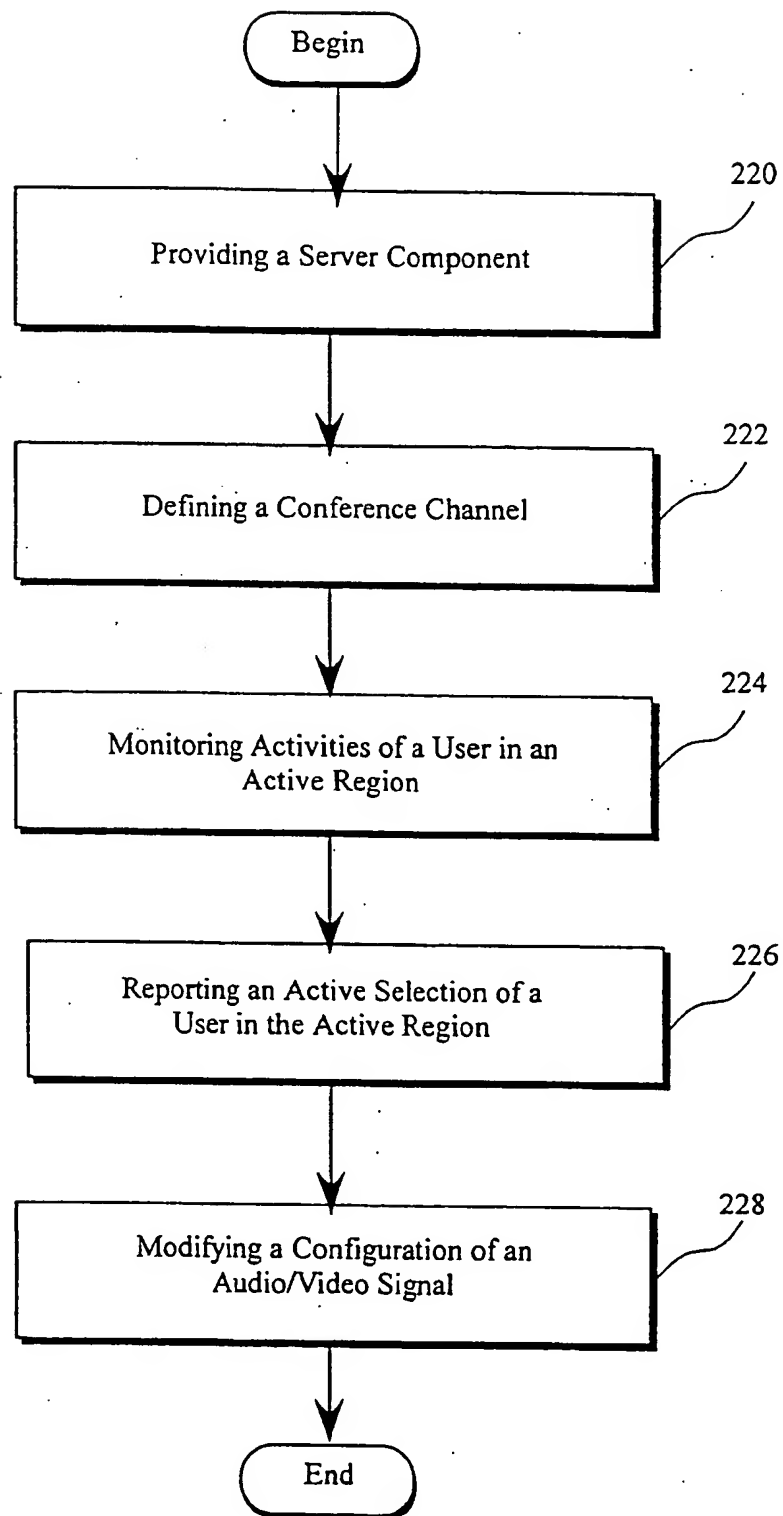 Begin
220
Providing a Server Component
222
Defining a Conference Channel
224
Monitoring Activities of a User in an
Active Region
226
Reporting an Active Selection of a
User in the Active Region
228
Modifying a Configuration of an
Audio/Video Signal
End